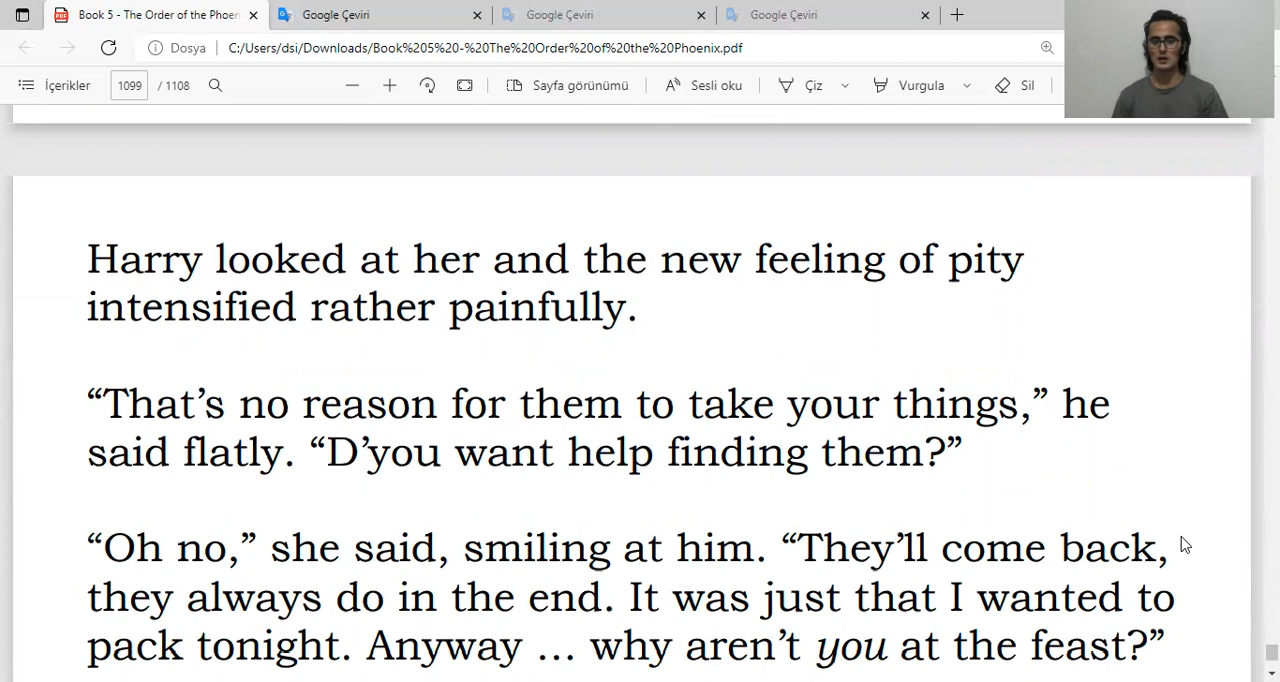 Book 5 - The Order of the Phoen
Google Çeviri
Google Çeviri
Google Çeviri
Dosya
C:/Users/dsi/Downloads/Book%205%20-%20The%20Order%20of%20the%20Phoenix.pdf
İçerikler
1099
/ 1108
Sayfa görünümü
Sesli oku
Çiz
Vurgula
Sil
Harry looked at her and the new feeling of pity
intensified rather painfully.
“That’s no reason for them to take your things,” he
said flatly. “D’you want help finding them?”
“Oh no,” she said, smiling at him. “They’ll come back,
they always do in the end. It was just that I wanted to
pack tonight. Anyway … why aren’t you at the feast?”